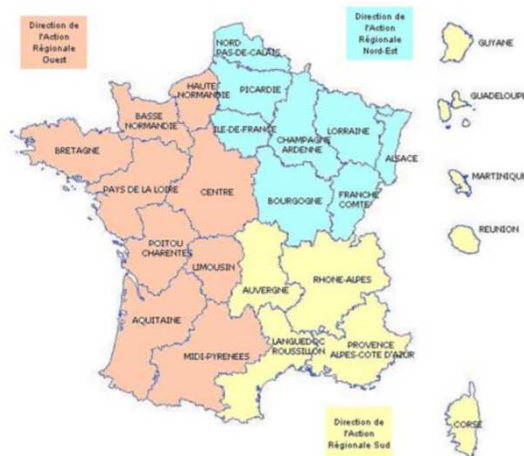 Direction de
l'Action
Régionale
Ouest
Direction de
l'Action
Régionale
Nord-Est
GUYANE
NORD
PAS-DE-CALAIS
HAUTE
NORMANDIE
PICARDIE
GUADELOUPE
BASSE
NORMANDIE
ILE-DE-FRANCE
CHAMPAGNE
ARDENNE
LORRAINE
ALSACE
BRETAGNE
PAYS DE LA LOIRE
CENTRE
BOURGOGNE
FRANCHE
COMTE
MARTINIQUE
REUNION
POITOU
CHARENTES
LIMOUSIN
AUVERGNE
RHONE-ALPES
AQUITAINE
MIDI-PYRENEES
LANGUEDOC
ROUSSILLON
PROVENCE
ALPES-COTE D'AZUR
Direction de
l'Action
Régionale Sud
CORSE